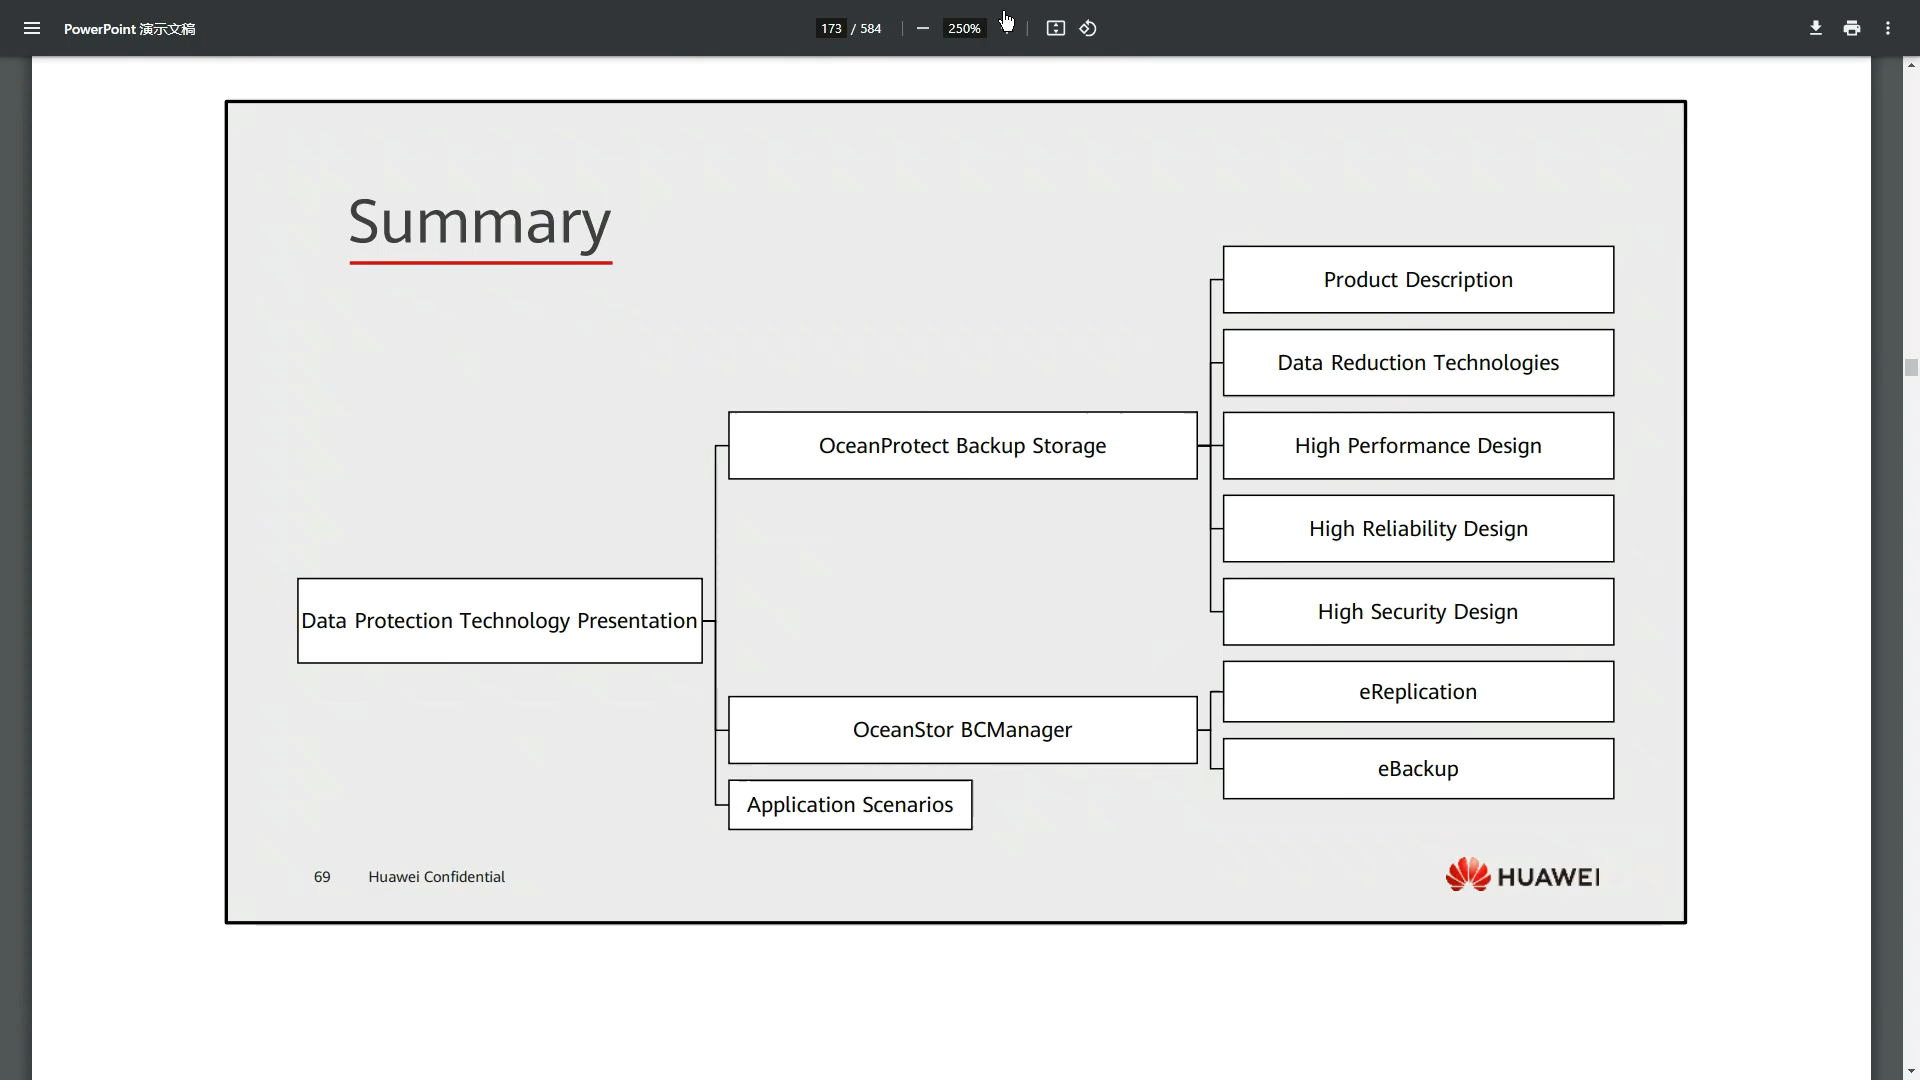 PowerPoint 演示文稿
173 / 584
250%
Summary
Product Description
Data Reduction Technologies
OceanProtect Backup Storage
High Performance Design
High Reliability Design
High Security Design
Data Protection Technology Presentation
eReplication
OceanStor BCManager
eBackup
Application Scenarios
69 Huawei Confidential
HUAWEI